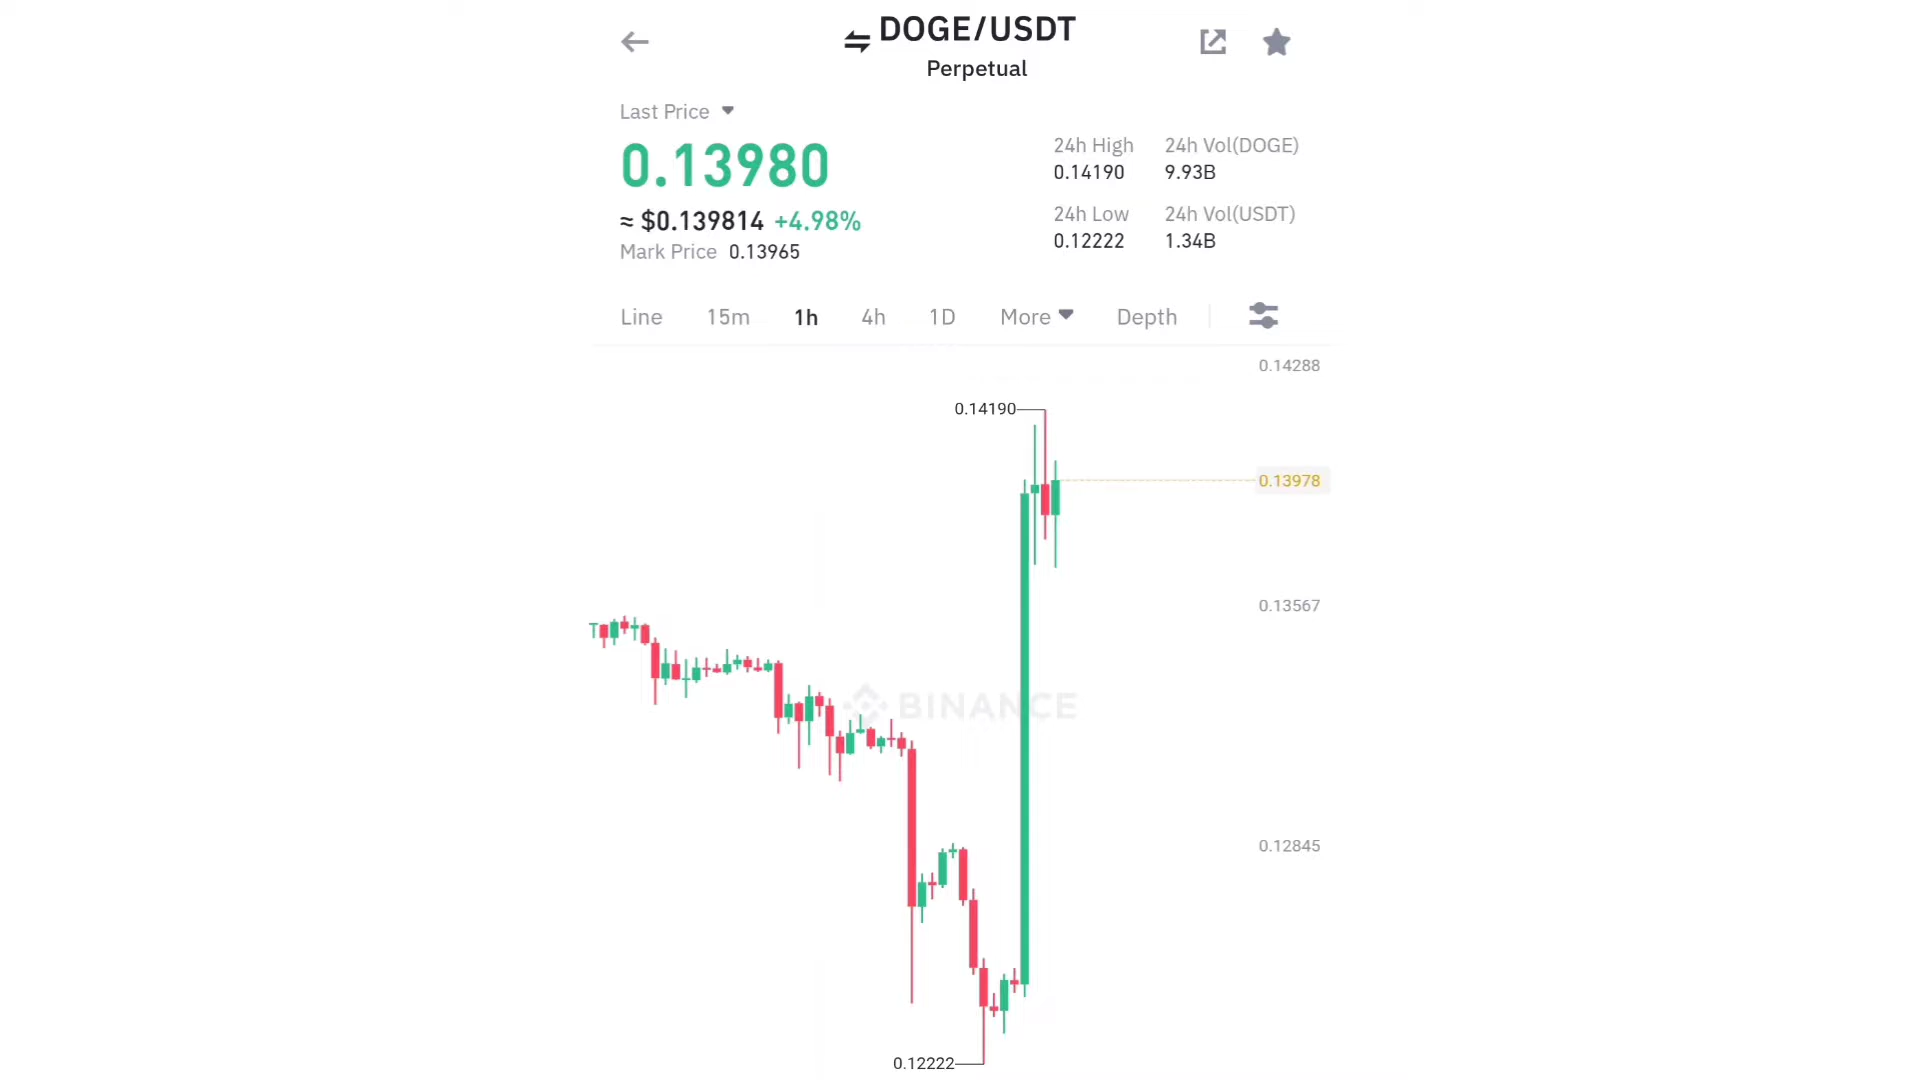 DOGE/USDT
Perpetual
Last Price
0.13980
≈ $0.139814 +4.98%
Mark Price 0.13965
24h High 24h Vol(DOGE)
0.14190 9.93B
24h Low 24h Vol(USDT)
0.12222 1.34B
Line 15m 1h 4h 1D More Depth
0.14288
0.14190
0.13978
0.13567
BINANCE
0.12845
0.12222